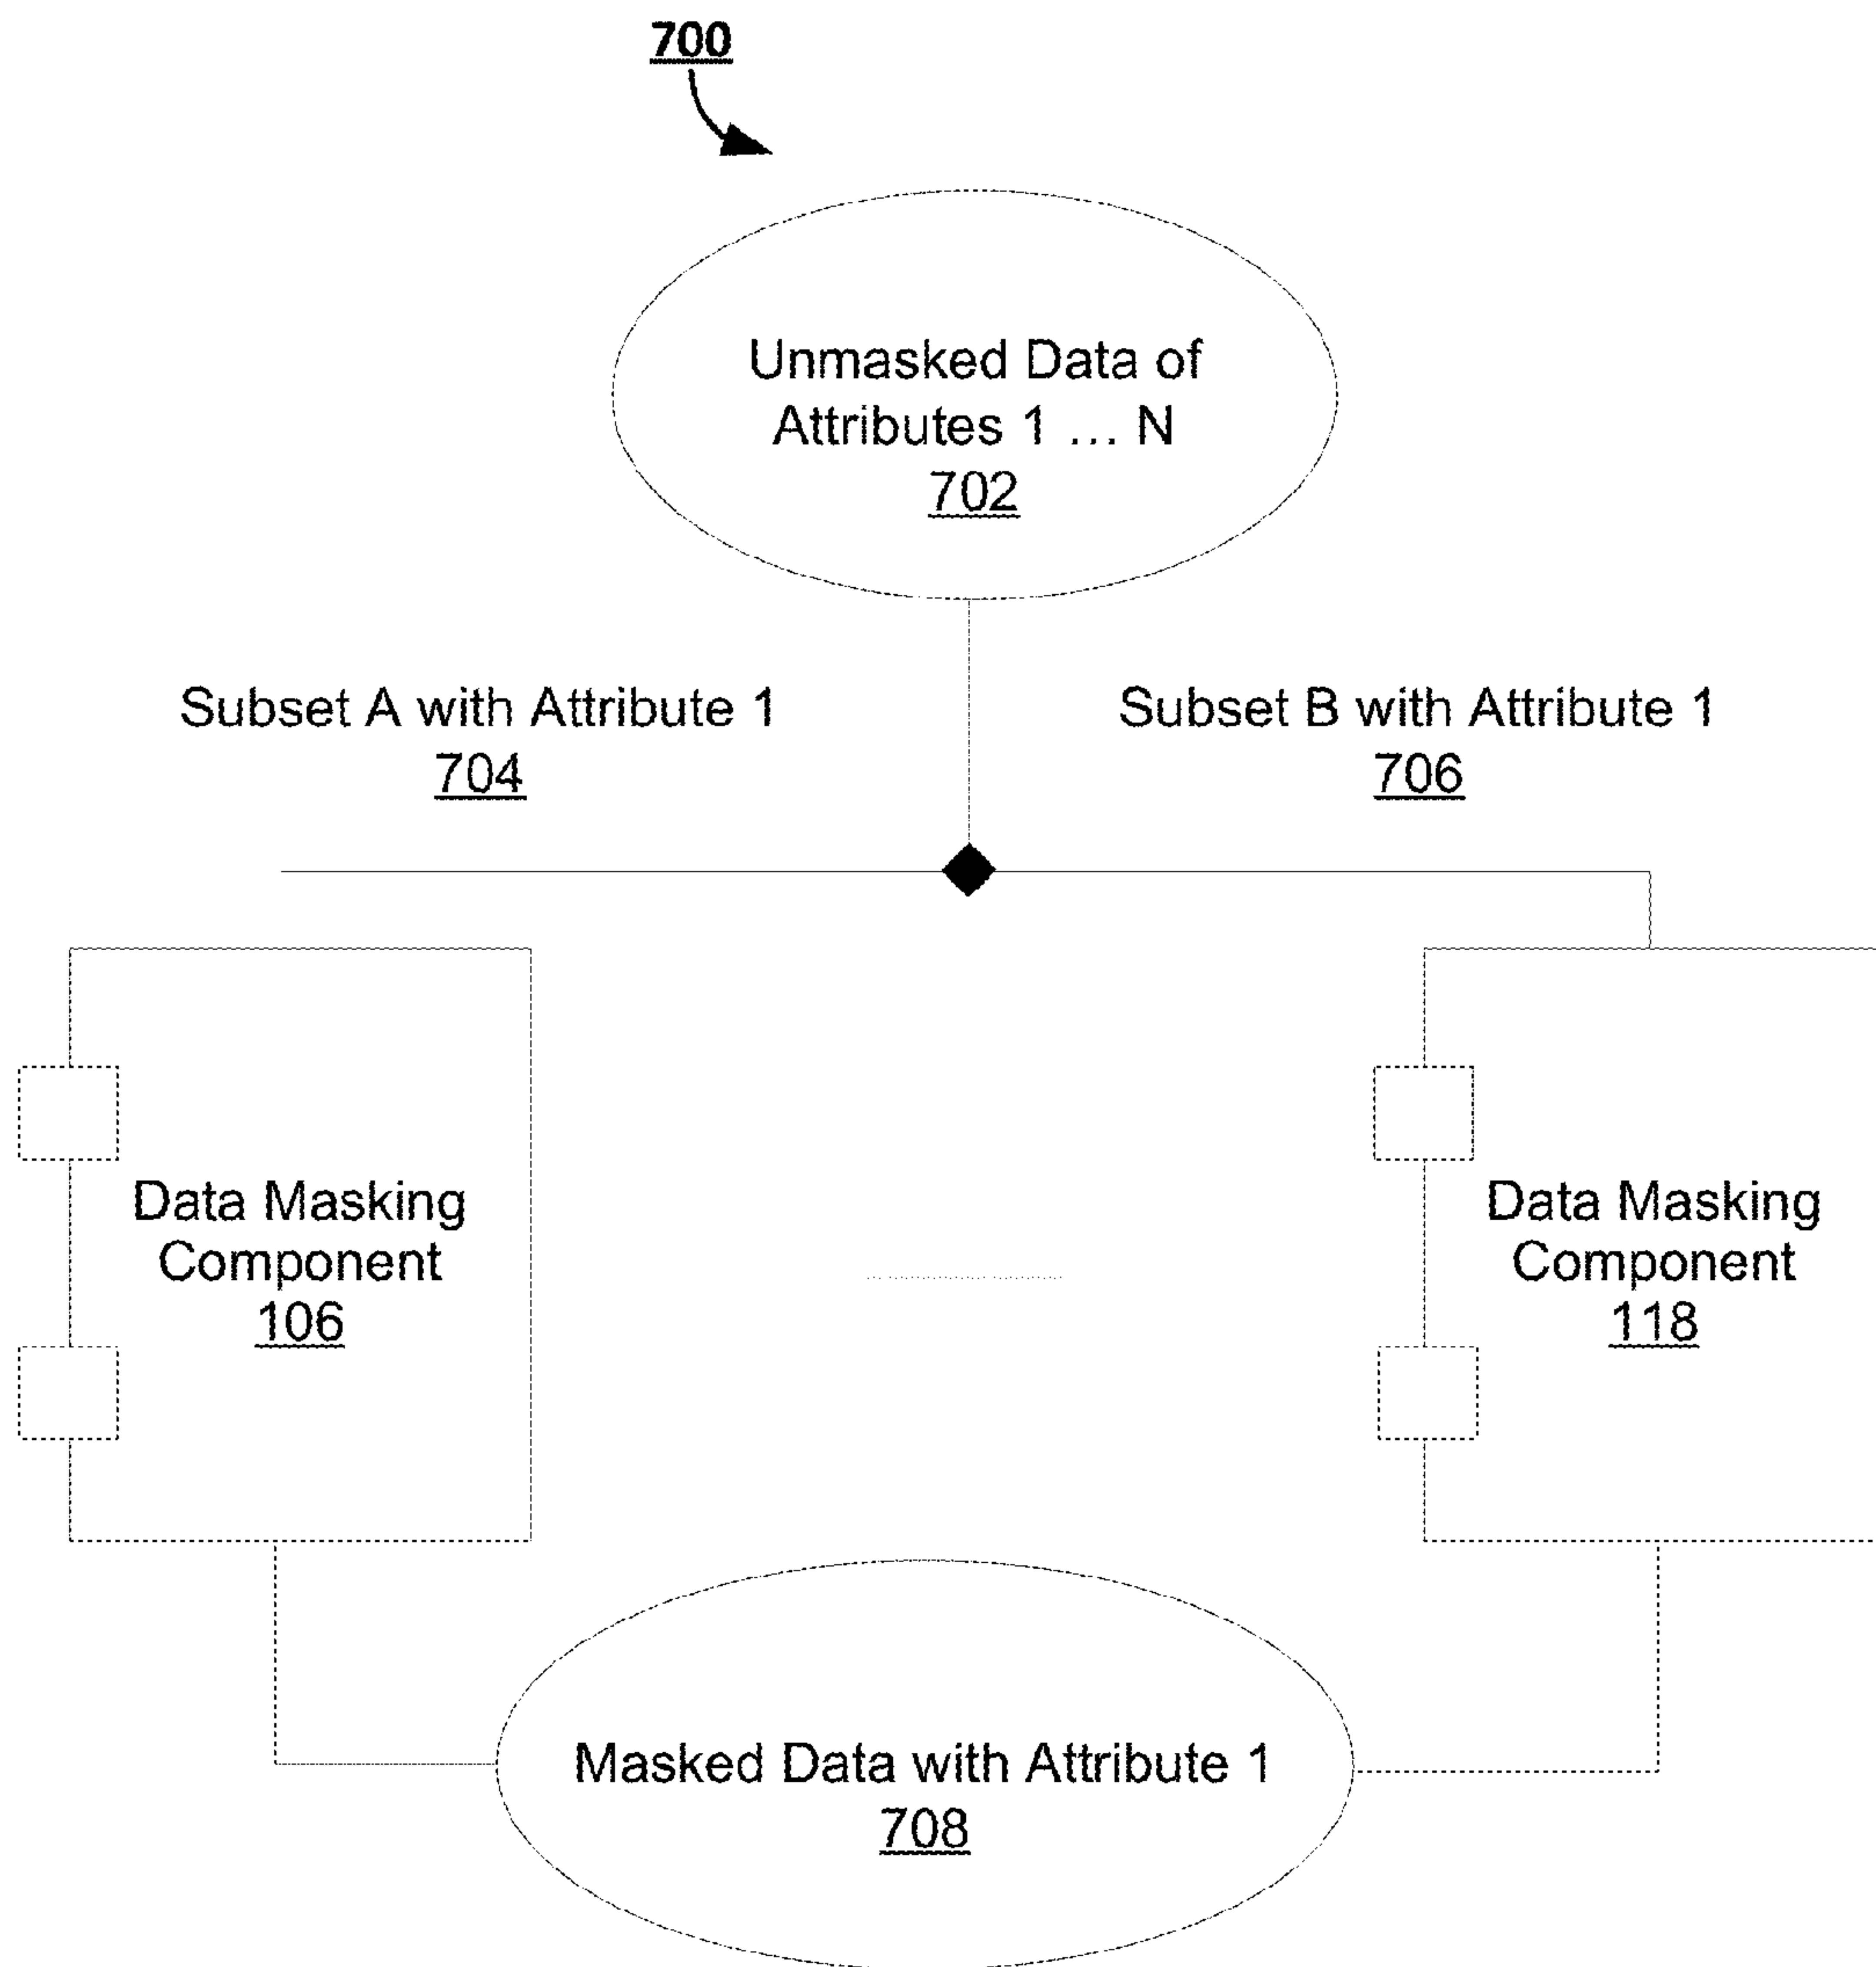 700
Unmasked Data of
Attributes 1 ... N
702
Subset A with Attribute 1
704
Subset B with Attribute 1
706
Data Masking
Component
106
Data Masking
Component
118
Masked Data with Attribute 1
708